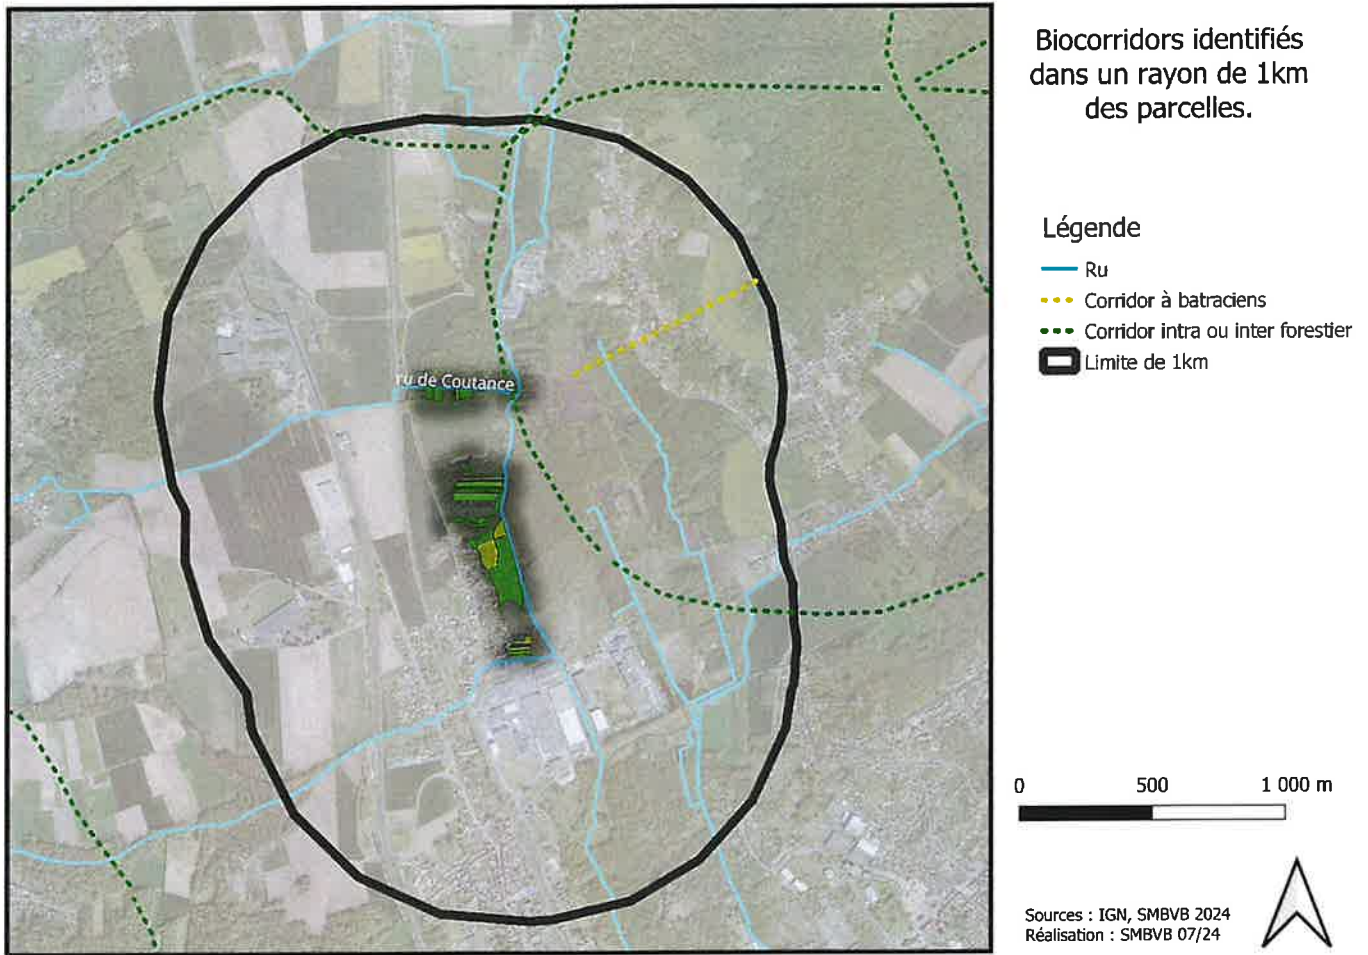 Biocorridors identifiés
dans un rayon de 1km
des parcelles.
Légende
Ru
Corridor à batraciens
Corridor intra ou inter forestier
Limite de 1km
ru de Coutance
0 500 1 000 m
Sources : IGN, SMBVB 2024
Réalisation : SMBVB 07/24